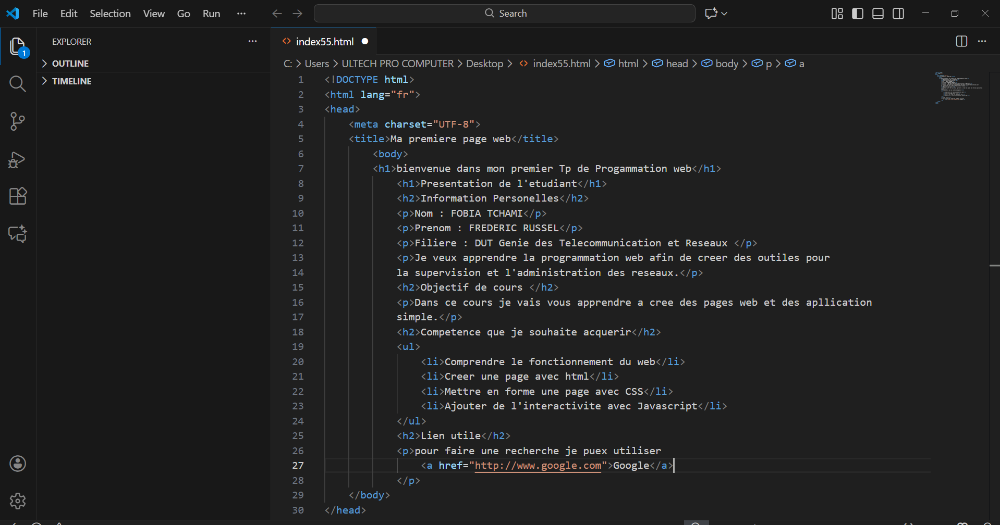 File Edit Selection View Go Run ··· Search
EXPLORER ···
1
OUTLINE
TIMELINE
index55.html
C: > Users > ULTECH PRO COMPUTER > Desktop > index55.html > html > head > body > p > a
1 <!DOCTYPE html>
2 <html lang="fr">
3 <head>
4 <meta charset="UTF-8">
5 <title>Ma premiere page web</title>
6 <body>
7 <h1>bienvenue dans mon premier Tp de Progammation web</h1>
8 <h1>Presentation de l'etudiant</h1>
9 <h2>Information Personelles</h2>
10 <p>Nom : FOBIA TCHAMI</p>
11 <p>Prenom : FREDERIC RUSSEL</p>
12 <p>Filiere : DUT Genie des Telecommunication et Reseaux </p>
13 <p>Je veux apprendre la programmation web afin de creer des outiles pour
14 la supervision et l'administration des reseaux.</p>
15 <h2>Objectif de cours </h2>
16 <p>Dans ce cours je vais vous apprendre a cree des pages web et des apllication
17 simple.</p>
18 <h2>Competence que je souhaite acquerir</h2>
19 <ul>
20 <li>Comprendre le fonctionnement du web</li>
21 <li>Creer une page avec html</li>
22 <li>Mettre en forme une page avec CSS</li>
23 <li>Ajouter de l'interactivite avec Javascript</li>
24 </ul>
25 <h2>Lien utile</h2>
26 <p>pour faire une recherche je puex utiliser
27 <a href="http://www.google.com">Google</a>
28 </p>
29 </body>
30 </head>